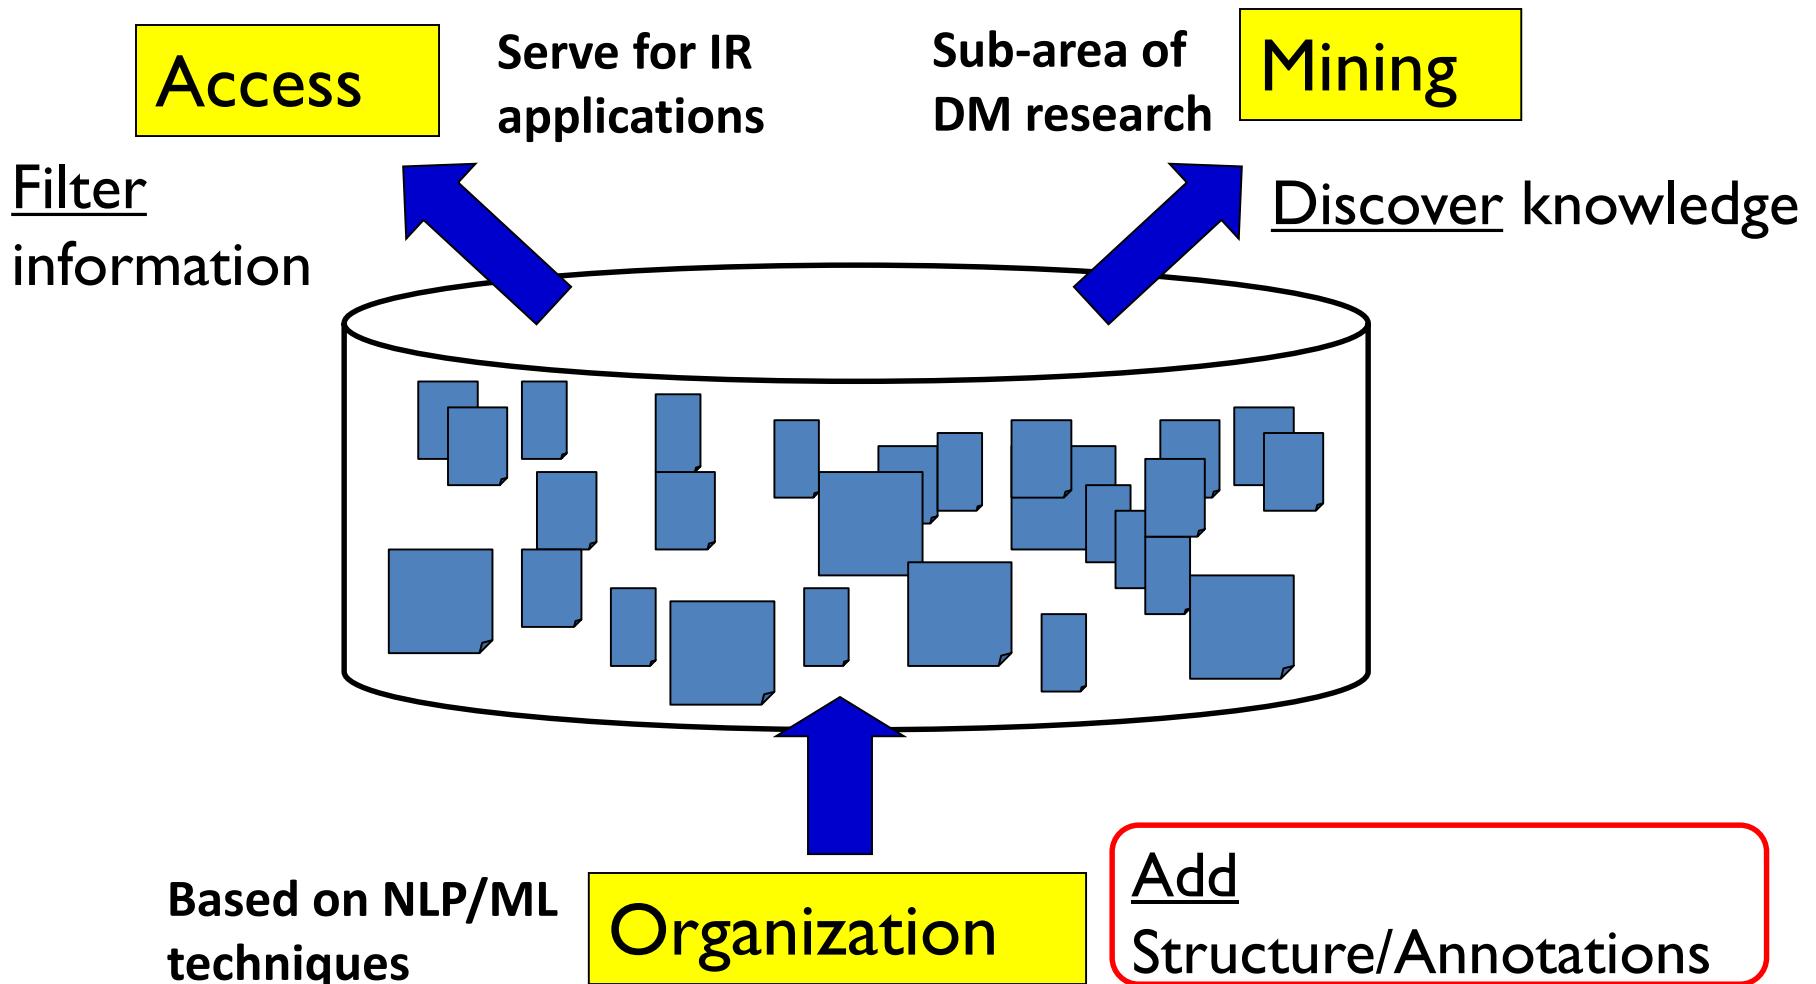 Access
Serve for IR
applications
Sub-area of
DM research
Mining
Filter
information
Discover knowledge
Based on NLP/ML
techniques
Organization
Add
Structure/Annotations